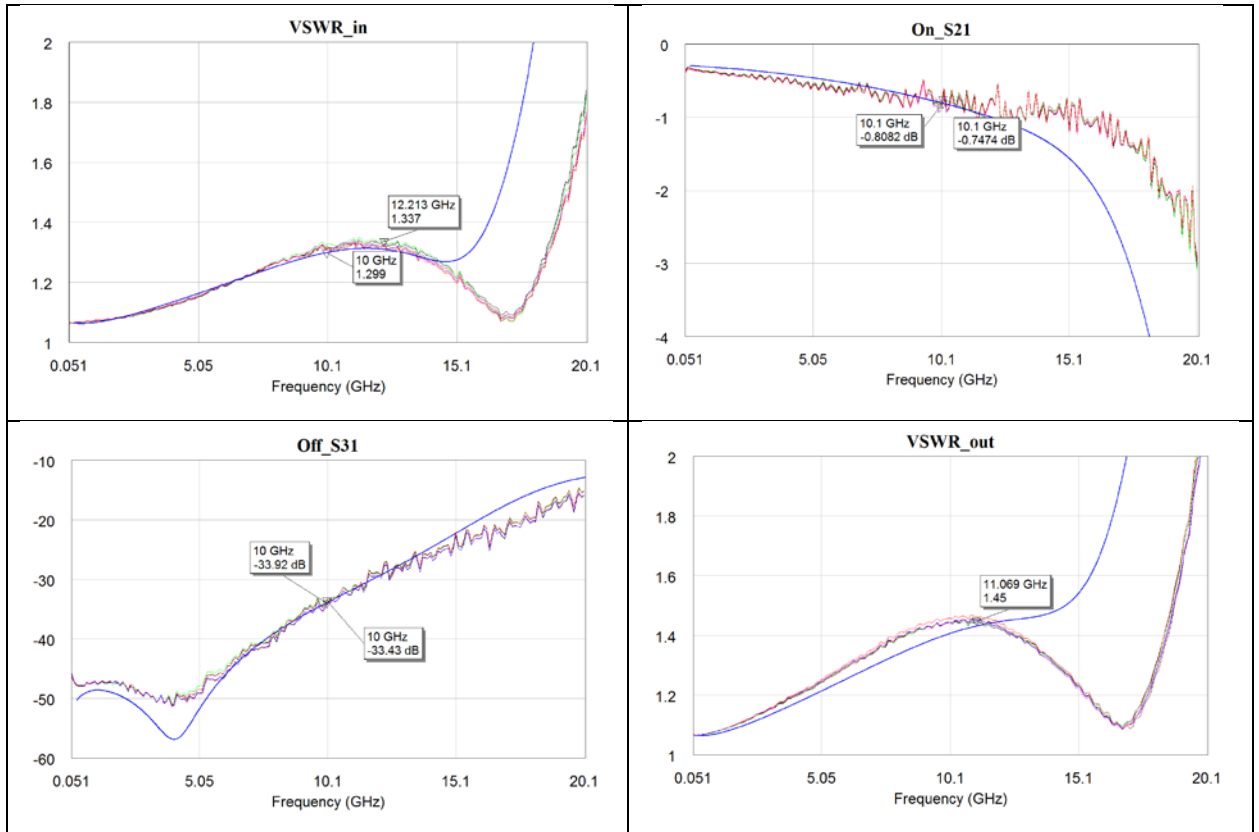 VSWR_in
2
1.8
1.6
1.4
1.2
1
12.213 GHz
1.337
10 GHz
1.299
0.051
5.05
10.1
15.1
20.1
Frequency (GHz)
On_S21
0
-1
-2
-3
-4
10.1 GHz
-0.8082 dB
10.1 GHz
-0.7474 dB
0.051
5.05
10.1
15.1
20.1
Frequency (GHz)
Off_S31
-10
-20
-30
-40
-50
-60
10 GHz
-33.92 dB
10 GHz
-33.43 dB
0.051
5.05
10.1
15.1
20.1
Frequency (GHz)
VSWR_out
2
1.8
1.6
1.4
1.2
1
11.069 GHz
1.45
0.051
5.05
10.1
15.1
20.1
Frequency (GHz)